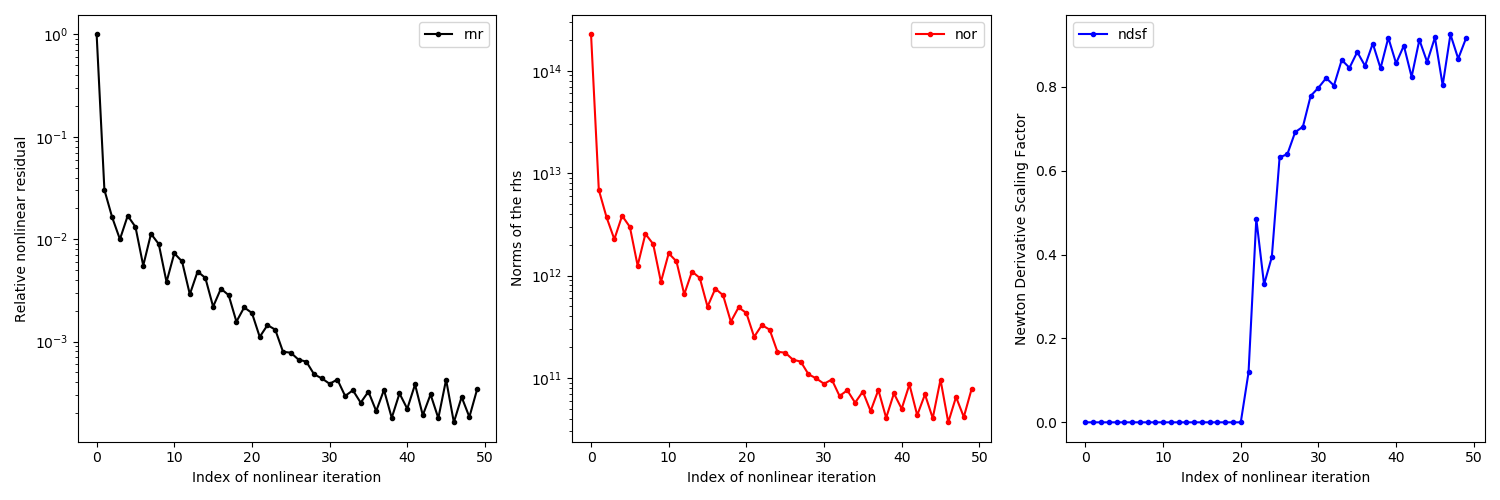 rnr
10⁰
10⁻¹
10⁻²
10⁻³
Relative nonlinear residual
0 10 20 30 40 50
Index of nonlinear iteration
nor
10¹⁴
10¹³
10¹²
10¹¹
Norms of the rhs
0 10 20 30 40 50
Index of nonlinear iteration
ndsf
0.8
0.6
0.4
0.2
0.0
Newton Derivative Scaling Factor
0 10 20 30 40 50
Index of nonlinear iteration